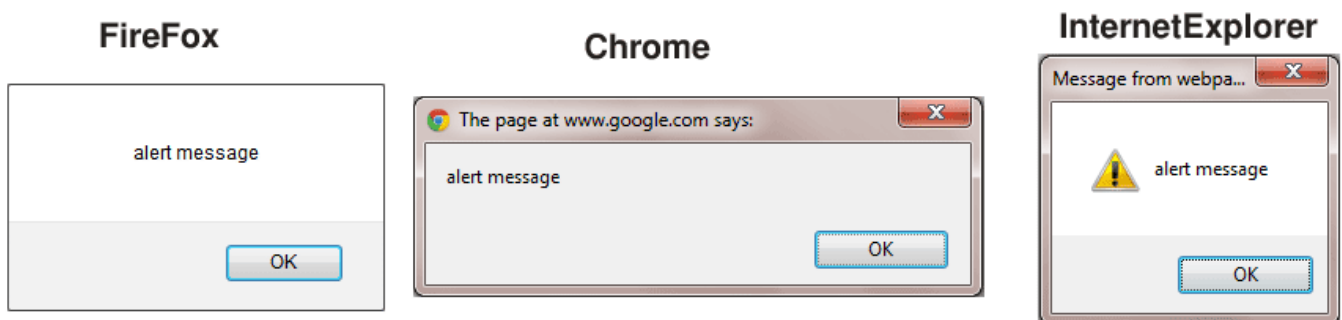 FireFox
alert message
OK
Chrome
The page at www.google.com says:
X
alert message
OK
InternetExplorer
Message from webpa...
X
alert message
OK